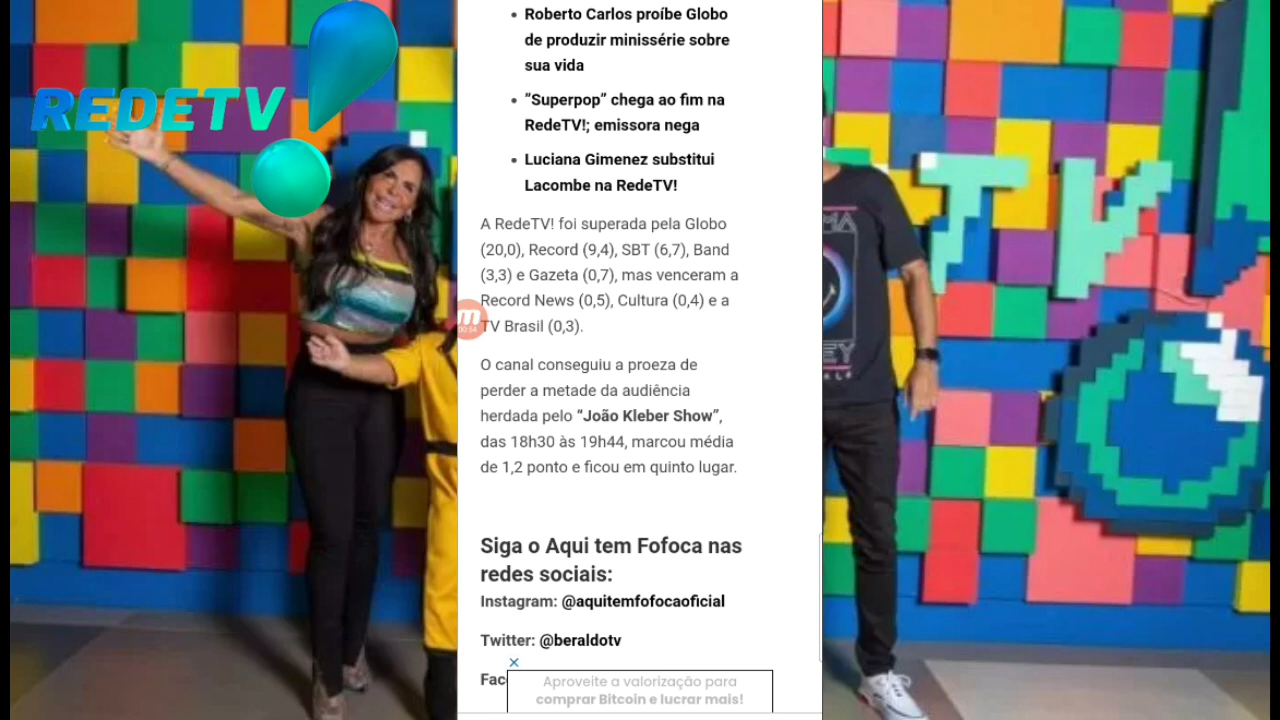 REDETV!
Roberto Carlos proíbe Globo
de produzir minissérie sobre
sua vida
”Superpop” chega ao fim na
RedeTV!; emissora nega
Luciana Gimenez substitui
Lacombe na RedeTV!
A RedeTV! foi superada pela Globo
(20,0), Record (9,4), SBT (6,7), Band
(3,3) e Gazeta (0,7), mas venceram a
Record News (0,5), Cultura (0,4) e a
TV Brasil (0,3).
00:54
O canal conseguiu a proeza de
perder a metade da audiência
herdada pelo “João Kleber Show”,
das 18h30 às 19h44, marcou média
de 1,2 ponto e ficou em quinto lugar.
Siga o Aqui tem Fofoca nas
redes sociais:
Instagram: @aquitemfofocaoficial
Twitter: @beraldotv
Fac
Aproveite a valorização para
comprar Bitcoin e lucrar mais!
TV!